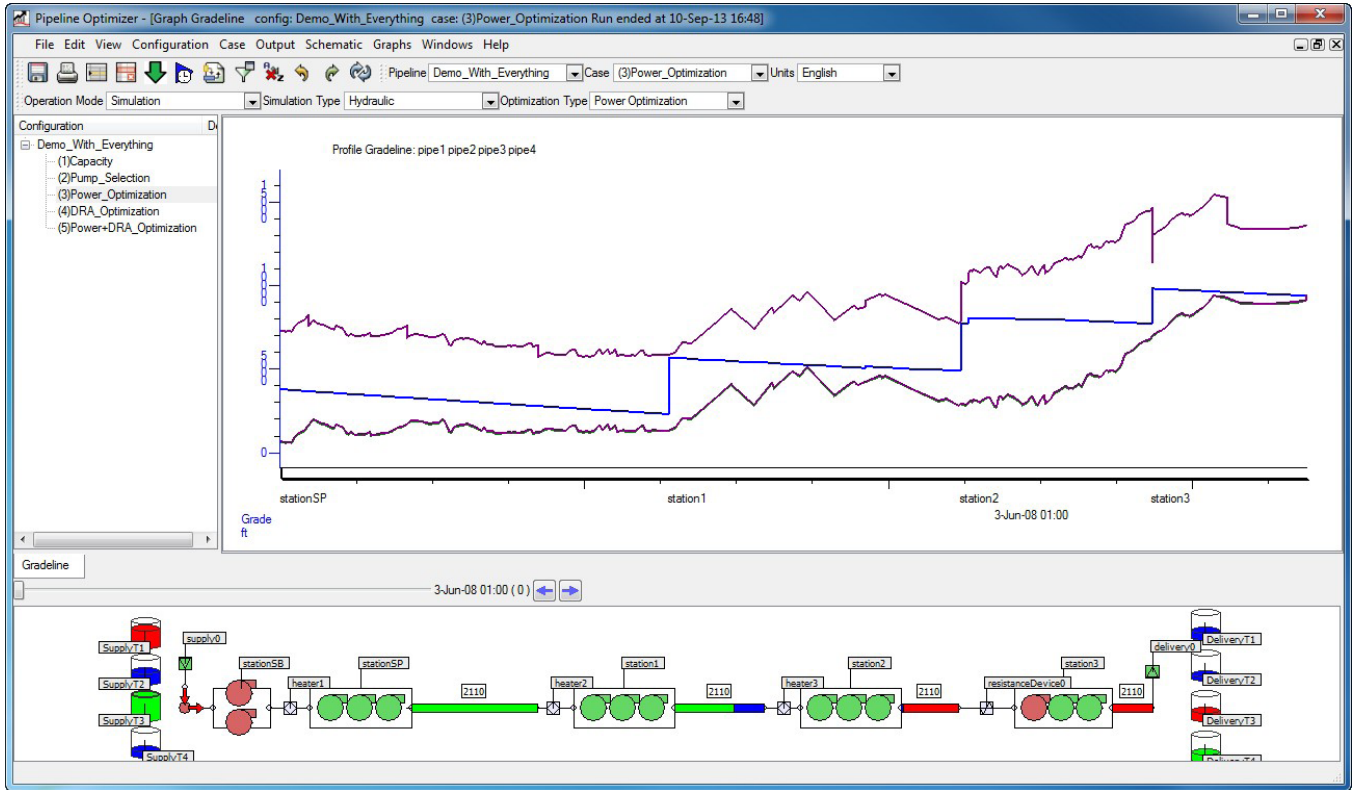 Pipeline Optimizer - [Graph Gradeline config: Demo_With_Everything case: (3)Power_Optimization Run ended at 10-Sep-13 16:48]
File Edit View Configuration Case Output Schematic Graphs Windows Help
Pipeline Demo_With_Everything Case (3)Power_Optimization Units English
Operation Mode Simulation Simulation Type Hydraulic Optimization Type Power Optimization
Configuration D
Demo_With_Everything
(1)Capacity
(2)Pump_Selection
(3)Power_Optimization
(4)DRA_Optimization
(5)Power+DRA_Optimization
Profile Gradeline: pipe1 pipe2 pipe3 pipe4
1500
1000
500
0
stationSP station1 station2 station3
3-Jun-08 01:00
Grade
ft
Gradeline
3-Jun-08 01:00 ( 0 )
SupplyT1
SupplyT2
SupplyT3
SupplyT4
supply0
stationSB
heater1
stationSP
2110
heater2
station1
2110
heater3
station2
2110
resistanceDevice0
station3
2110
delivery0
DeliveryT1
DeliveryT2
DeliveryT3
DeliveryT4